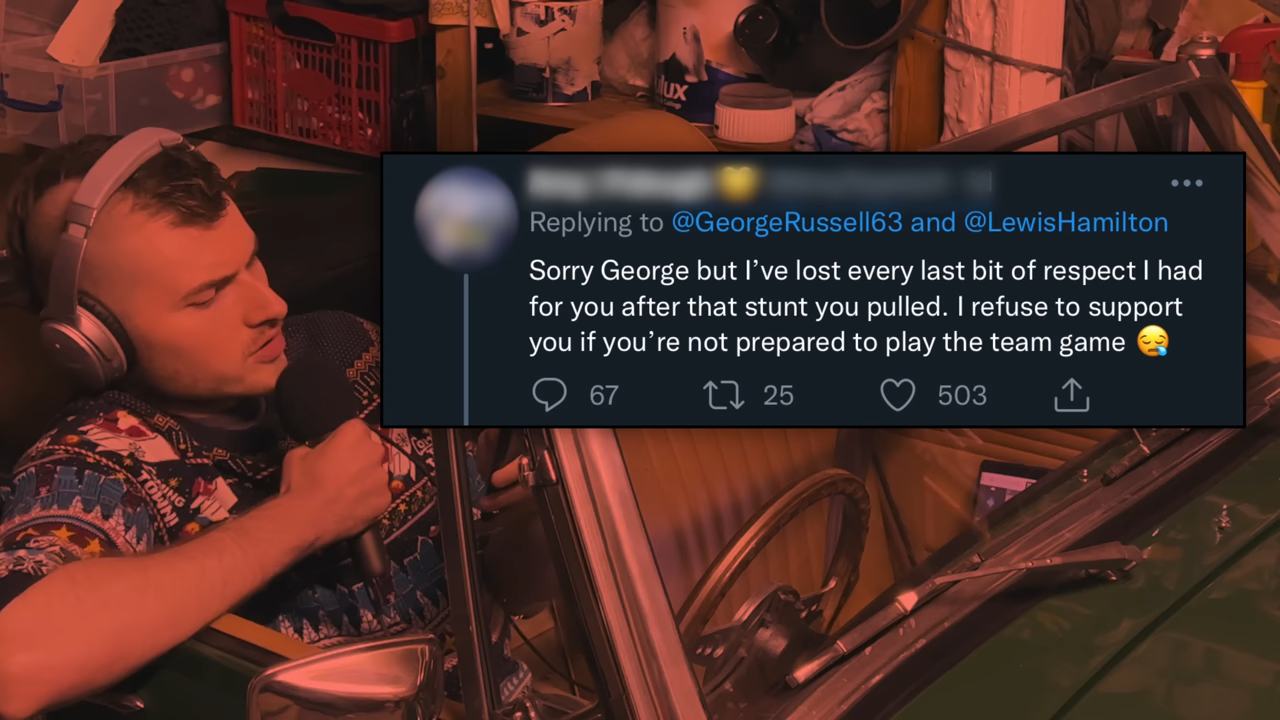 Replying to @GeorgeRussell63 and @LewisHamilton
Sorry George but I’ve lost every last bit of respect I had
for you after that stunt you pulled. I refuse to support
you if you’re not prepared to play the team game 😪
67 25 503